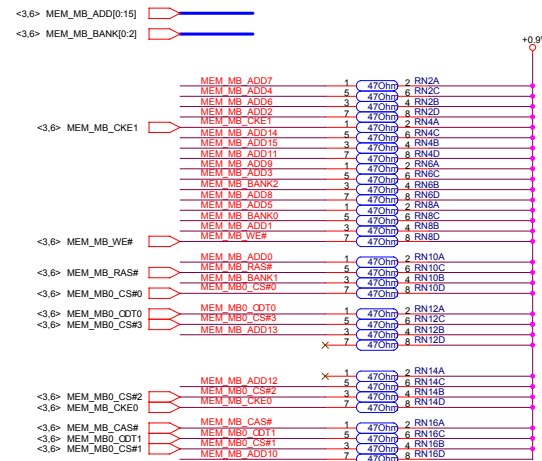 <3,6> MEM_MB_ADD[0:15]
<3,6> MEM_MB_BANK[0:2]
+0.9
MEM_MB_ADD7 1 47Ohm 2 RN2A
MEM_MB_ADD4 5 47Ohm 6 RN2C
MEM_MB_ADD6 3 47Ohm 4 RN2B
MEM_MB_ADD2 7 47Ohm 8 RN2D
<3,6> MEM_MB_CKE1 MEM_MB_CKE1 1 47Ohm 2 RN4A
MEM_MB_ADD14 5 47Ohm 6 RN4C
MEM_MB_ADD15 3 47Ohm 4 RN4B
MEM_MB_ADD11 7 47Ohm 8 RN4D
MEM_MB_ADD9 1 47Ohm 2 RN6A
MEM_MB_ADD3 5 47Ohm 6 RN6C
MEM_MB_BANK2 3 47Ohm 4 RN6B
MEM_MB_ADD8 7 47Ohm 8 RN6D
MEM_MB_ADD5 1 47Ohm 2 RN8A
MEM_MB_BANK0 5 47Ohm 6 RN8C
MEM_MB_ADD1 3 47Ohm 4 RN8B
<3,6> MEM_MB_WE# MEM_MB_WE# 7 47Ohm 8 RN8D
MEM_MB_ADD0 1 47Ohm 2 RN10A
<3,6> MEM_MB_RAS# MEM_MB_RAS# 5 47Ohm 6 RN10C
MEM_MB_BANK1 3 47Ohm 4 RN10B
<3,6> MEM_MB0_CS#0 MEM_MB0_CS#0 7 47Ohm 8 RN10D
<3,6> MEM_MB0_ODT0 MEM_MB0_ODT0 1 47Ohm 2 RN12A
<3,6> MEM_MB0_CS#3 MEM_MB0_CS#3 5 47Ohm 6 RN12C
MEM_MB_ADD13 3 47Ohm 4 RN12B
7 47Ohm 8 RN12D
1 47Ohm 2 RN14A
MEM_MB_ADD12 5 47Ohm 6 RN14C
<3,6> MEM_MB0_CS#2 MEM_MB0_CS#2 3 47Ohm 4 RN14B
<3,6> MEM_MB_CKE0 MEM_MB_CKE0 7 47Ohm 8 RN14D
<3,6> MEM_MB_CAS# MEM_MB_CAS# 1 47Ohm 2 RN16A
<3,6> MEM_MB0_ODT1 MEM_MB0_ODT1 5 47Ohm 6 RN16C
<3,6> MEM_MB0_CS#1 MEM_MB0_CS#1 3 47Ohm 4 RN16B
MEM_MB_ADD10 7 47Ohm 8 RN16D